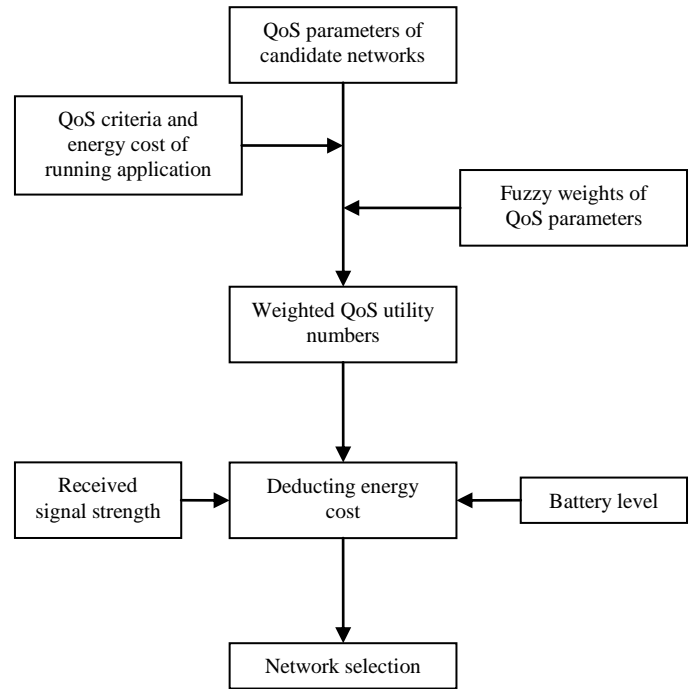 QoS parameters of
candidate networks
QoS criteria and
energy cost of
running application
Fuzzy weights of
QoS parameters
Weighted QoS utility
numbers
Received
signal strength
Deducting energy
cost
Battery level
Network selection